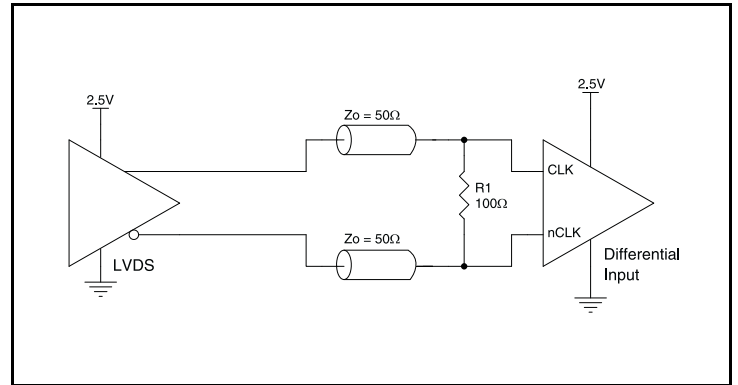 2.5V
2.5V
Zo = 50Ω
CLK
R1
100Ω
nCLK
Zo = 50Ω
LVDS
Differential
Input